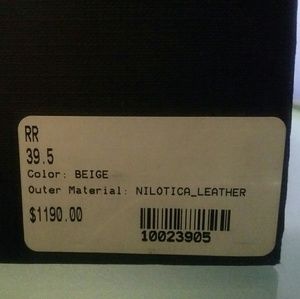 RR
39.5
Color: BEIGE
Outer Material: NILOTICA_LEATHER
$1190.00
10023905